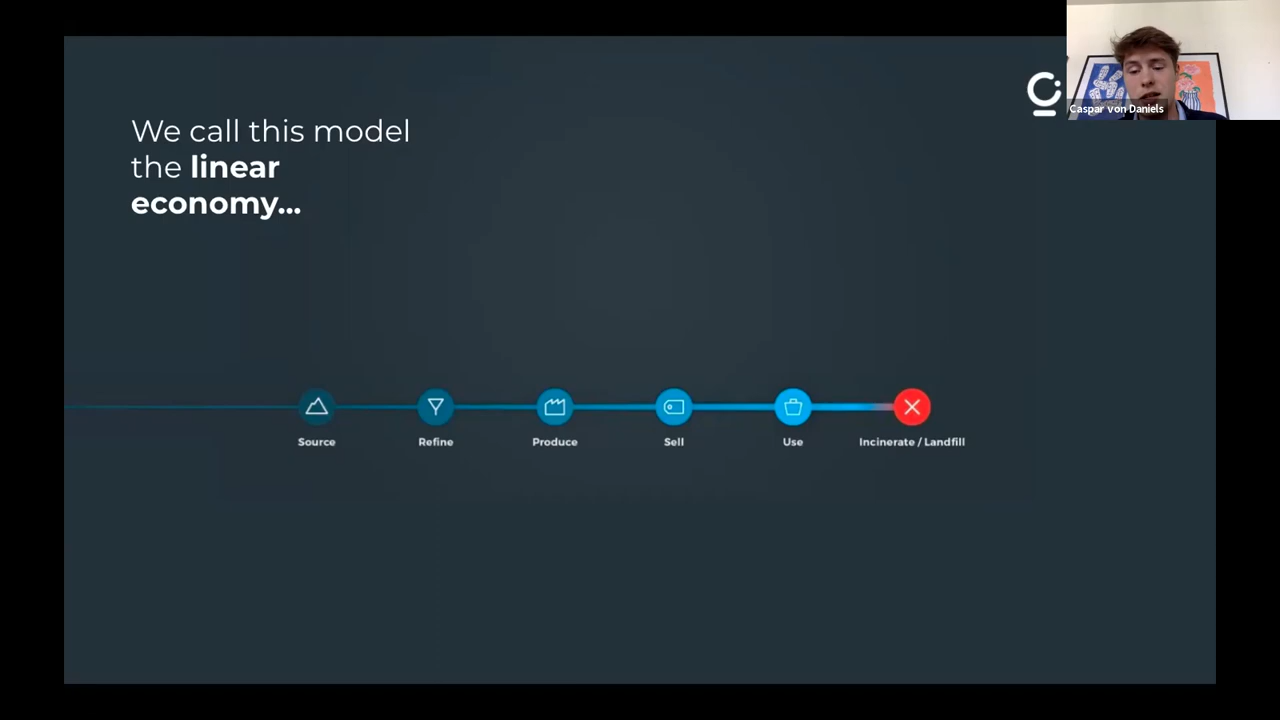 We call this model
the linear
economy...
Caspar von Daniels
Source
Refine
Produce
Sell
Use
Incinerate / Landfill